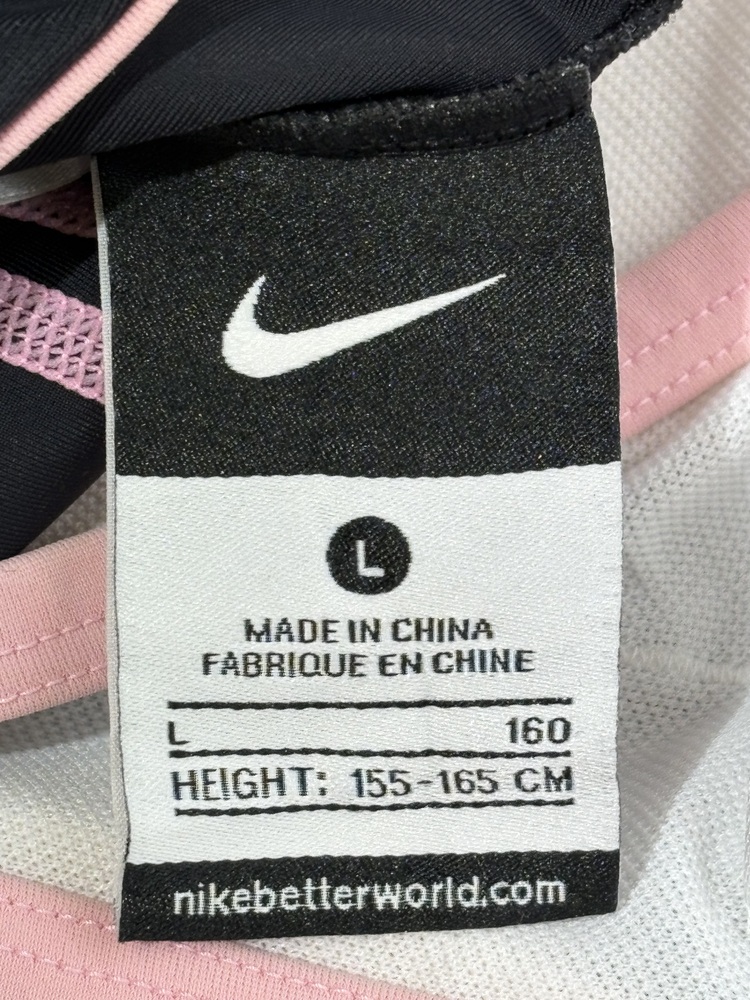 L
MADE IN CHINA
FABRIQUE EN CHINE
L 160
HEIGHT: 155-165 CM
nikebetterworld.com